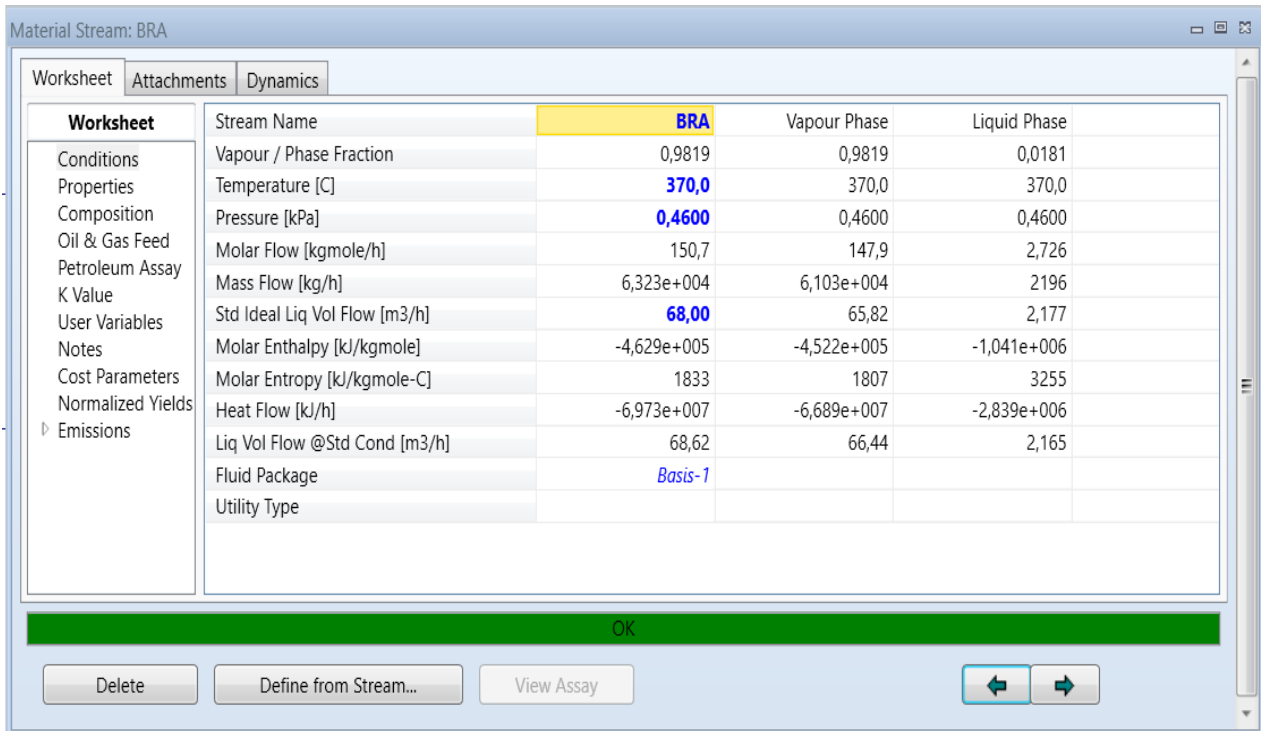 Material Stream: BRA
Worksheet Attachments Dynamics
Worksheet
Conditions
Properties
Composition
Oil & Gas Feed
Petroleum Assay
K Value
User Variables
Notes
Cost Parameters
Normalized Yields
Emissions
Stream Name BRA Vapour Phase Liquid Phase
Vapour / Phase Fraction 0,9819 0,9819 0,0181
Temperature [C] 370,0 370,0 370,0
Pressure [kPa] 0,4600 0,4600 0,4600
Molar Flow [kgmole/h] 150,7 147,9 2,726
Mass Flow [kg/h] 6,323e+004 6,103e+004 2196
Std Ideal Liq Vol Flow [m3/h] 68,00 65,82 2,177
Molar Enthalpy [kJ/kgmole] -4,629e+005 -4,522e+005 -1,041e+006
Molar Entropy [kJ/kgmole-C] 1833 1807 3255
Heat Flow [kJ/h] -6,973e+007 -6,689e+007 -2,839e+006
Liq Vol Flow @Std Cond [m3/h] 68,62 66,44 2,165
Fluid Package Basis-1
Utility Type
OK
Delete Define from Stream... View Assay